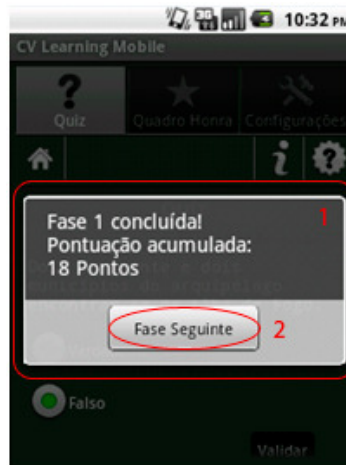 10:32 PM
CV Learning Mobile
Quiz
Quadro Honra
Configurações
1
Fase 1 concluída!
Pontuação acumulada:
18 Pontos
Fase Seguinte
2
Falso
Validar